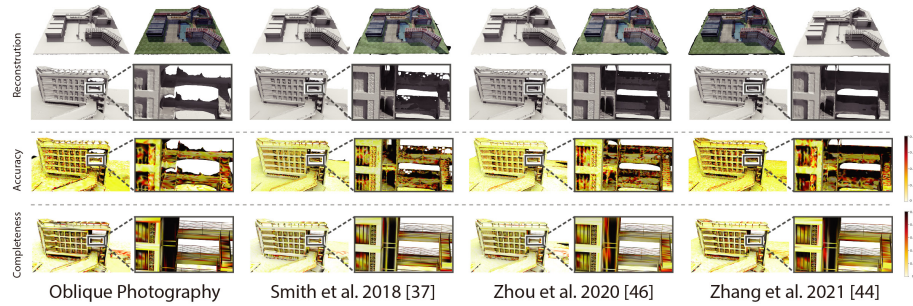 Reconstrution
Accuracy
Completeness
Oblique Photography
Smith et al. 2018 [37]
Zhou et al. 2020 [46]
Zhang et al. 2021 [44]